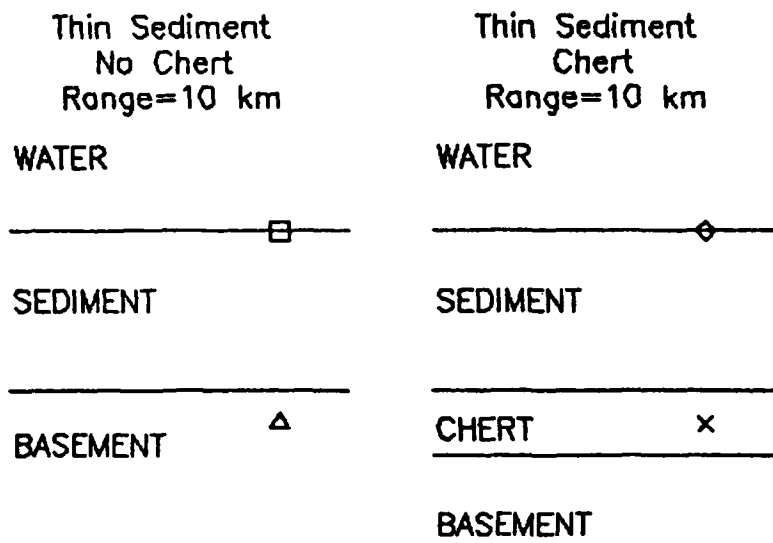 Thin Sediment
No Chert
Range=10 km
WATER
SEDIMENT
BASEMENT
Thin Sediment
Chert
Range=10 km
WATER
SEDIMENT
CHERT
BASEMENT